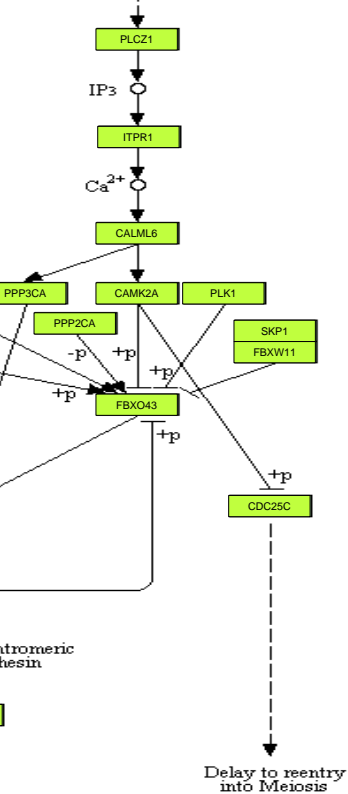 PLCZ1
IP3
ITPR1
Ca2+
CALML6
PPP3CA
CAMK2A
PLK1
PPP2CA
SKP1
FBXW11
-p
+p
+p
+p
FBXO43
+p
+p
CDC25C
ntromeric
hesin
Delay to reentry
into Meiosis